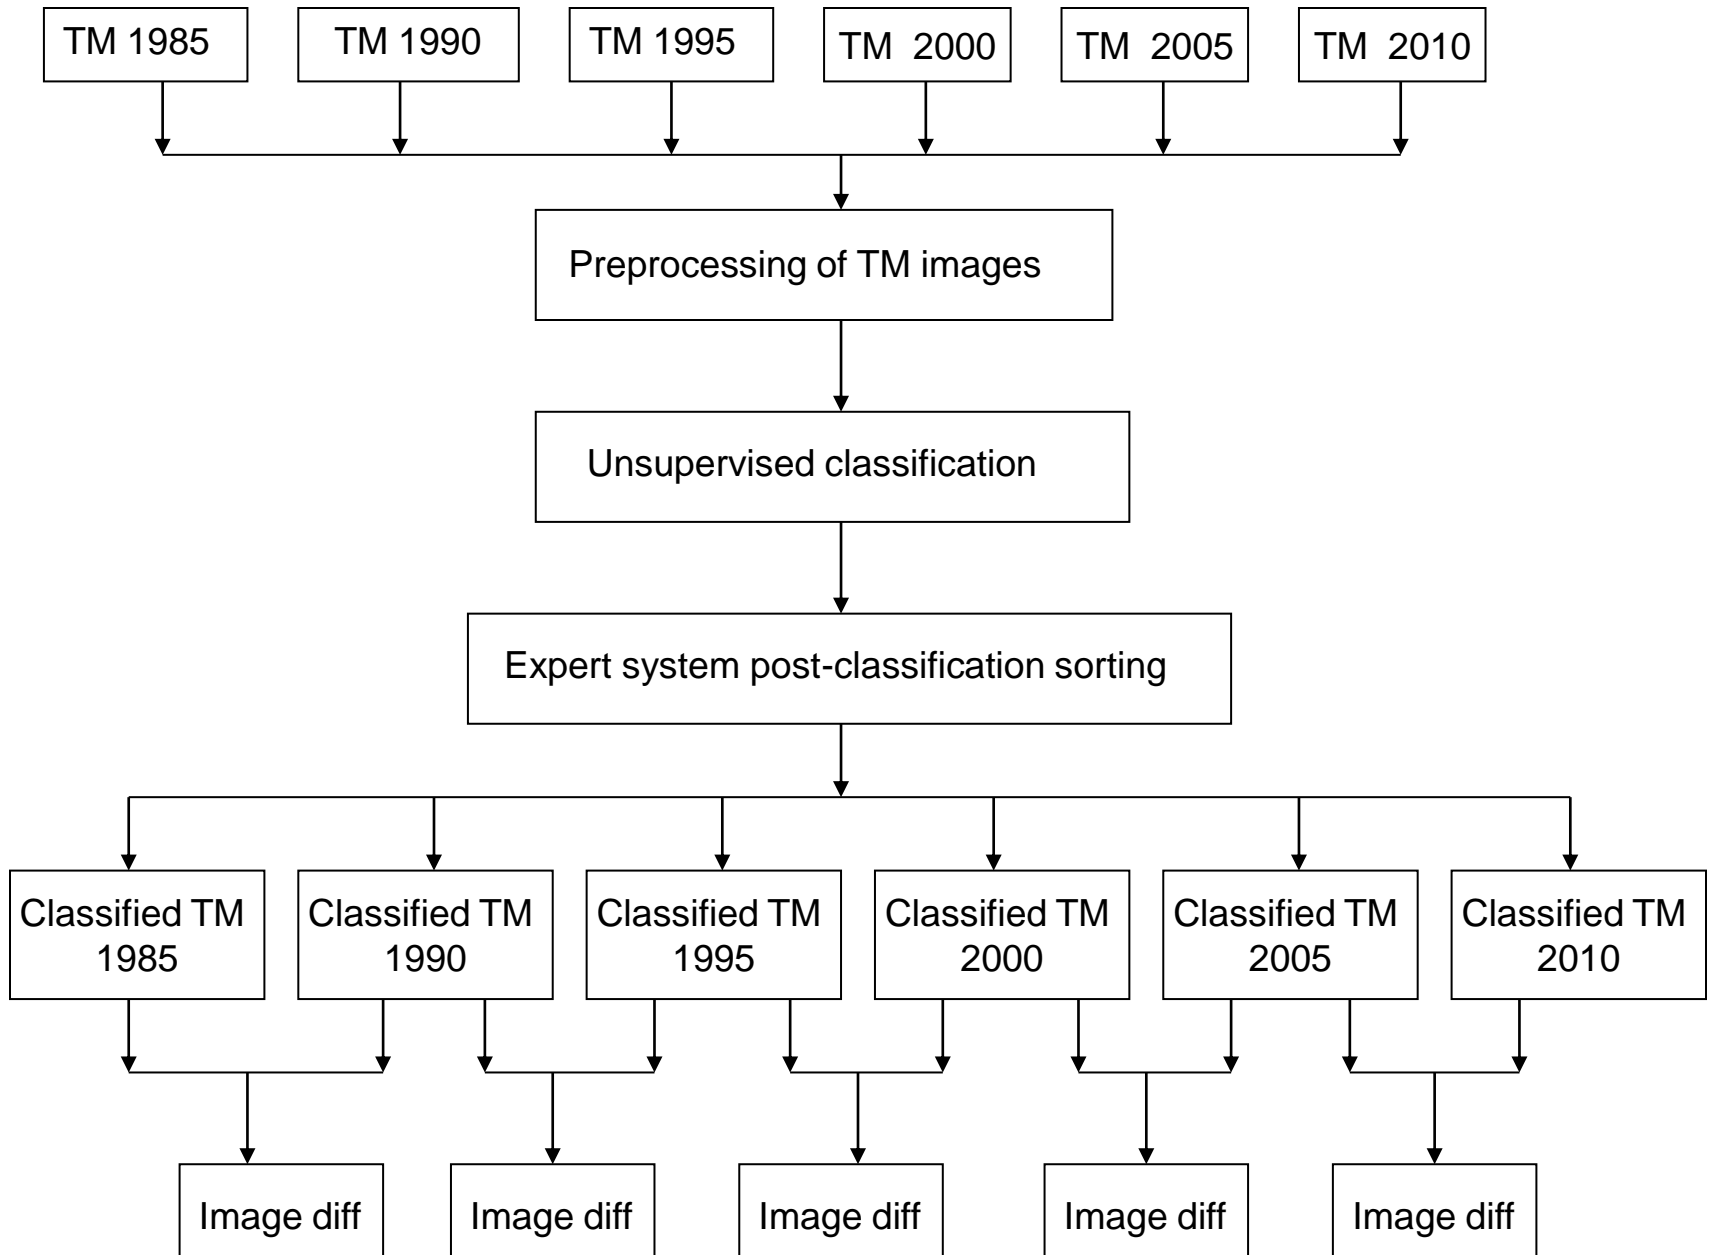 TM 1985
TM 1990
TM 1995
TM 2000
TM 2005
TM 2010
Preprocessing of TM images
Unsupervised classification
Expert system post-classification sorting
Classified TM
1985
Classified TM
1990
Classified TM
1995
Classified TM
2000
Classified TM
2005
Classified TM
2010
Image diff
Image diff
Image diff
Image diff
Image diff